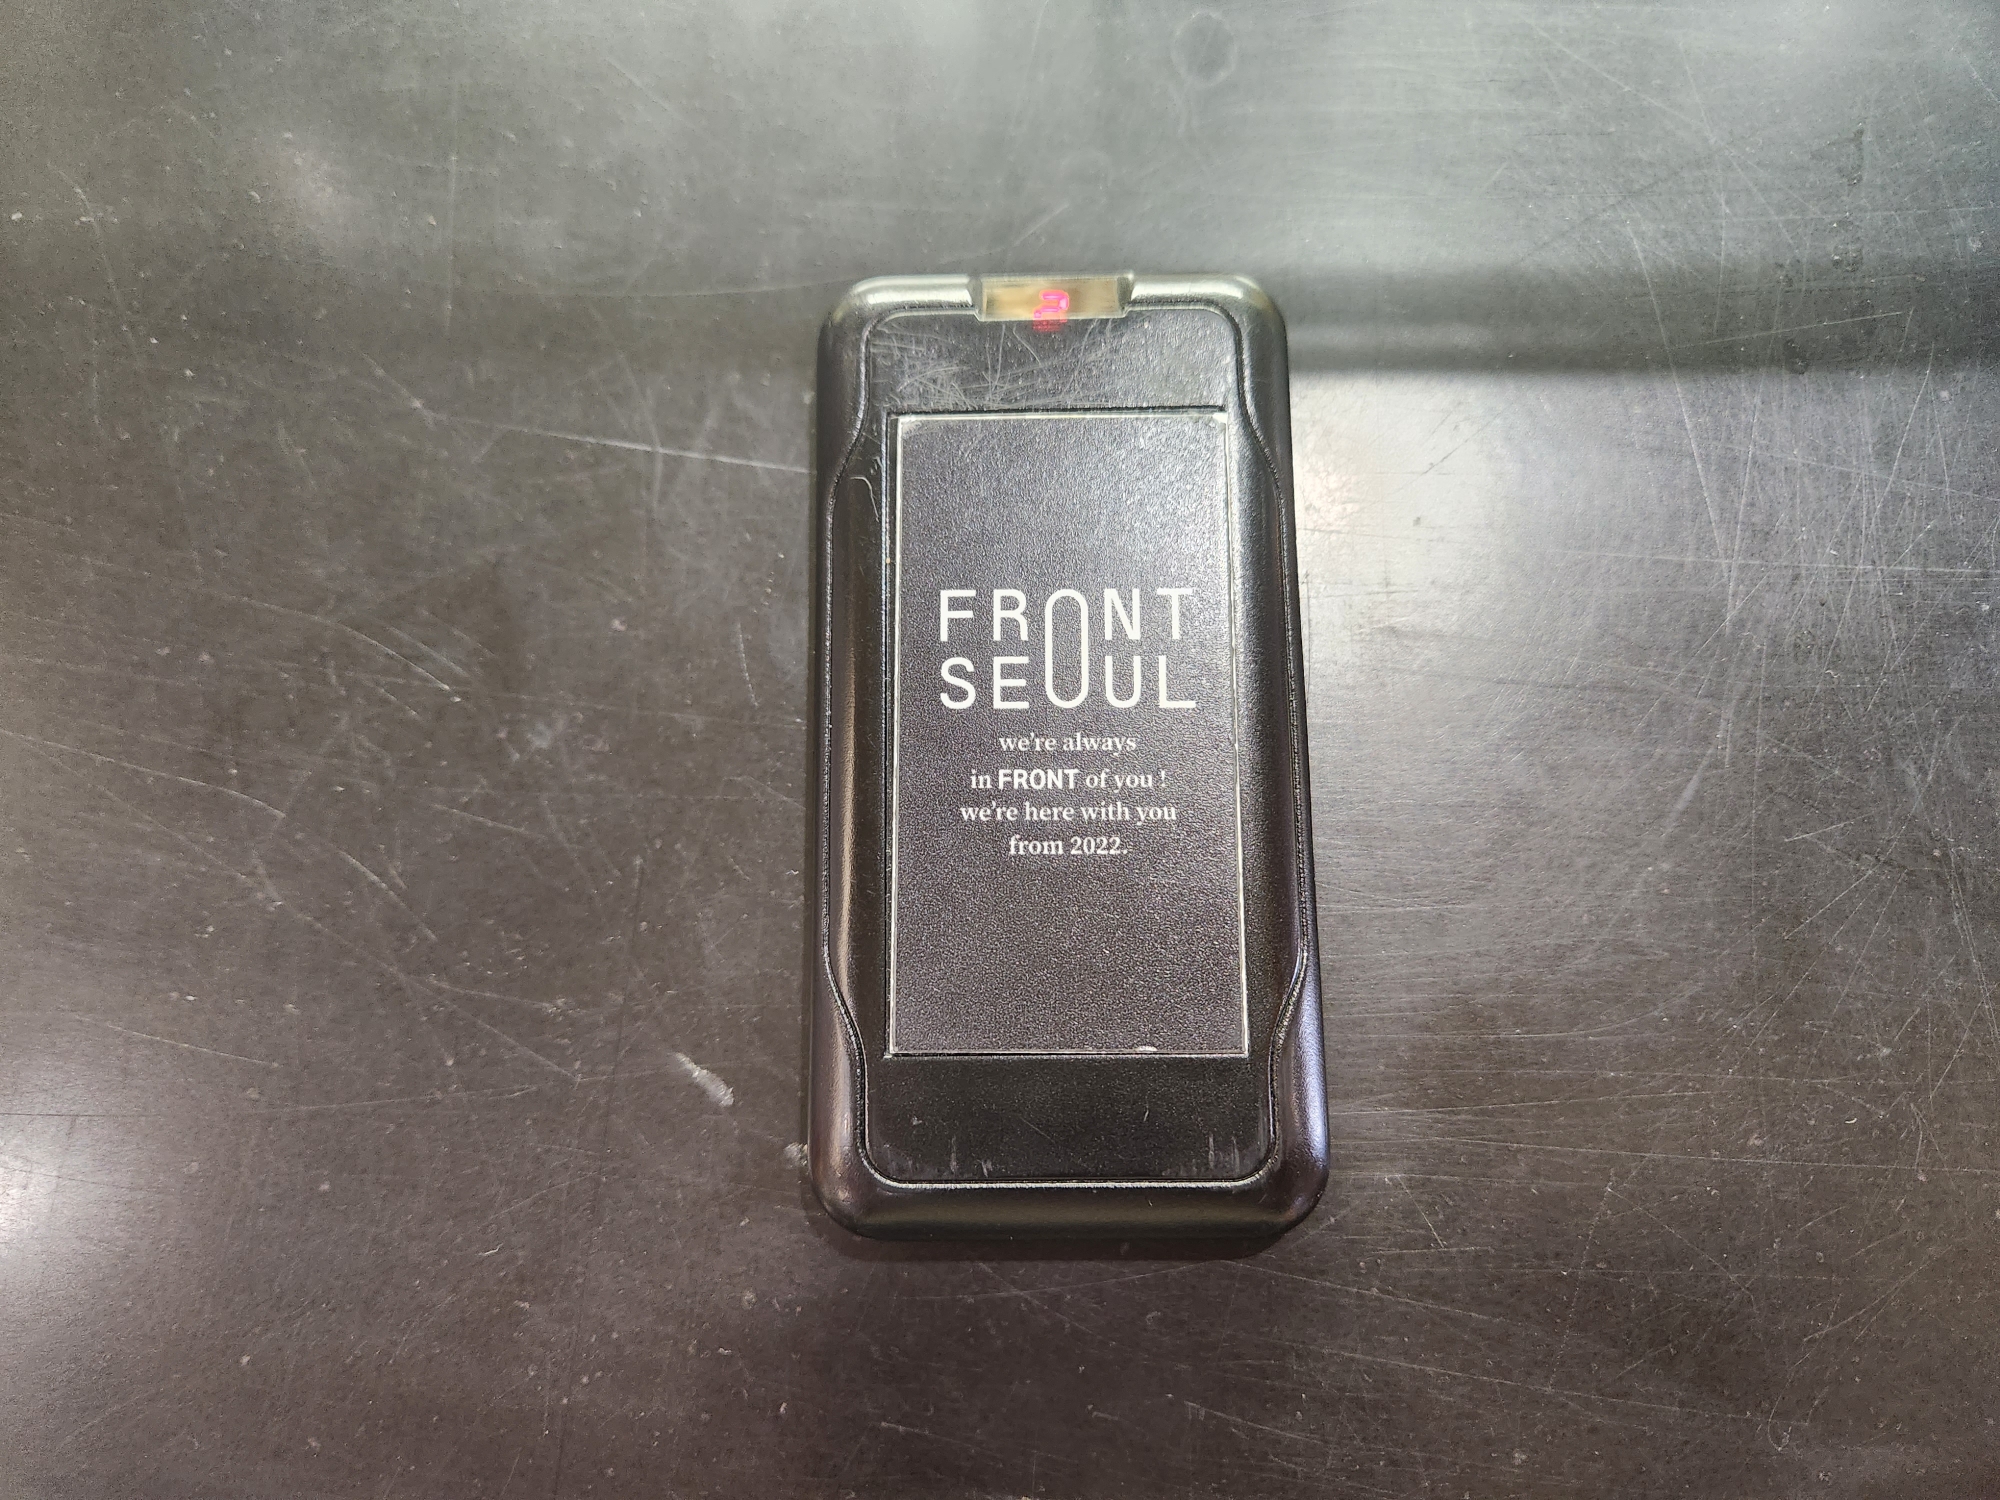 2
FRONT
SEOUL
we're always
in FRONT of you !
we're here with you
from 2022.